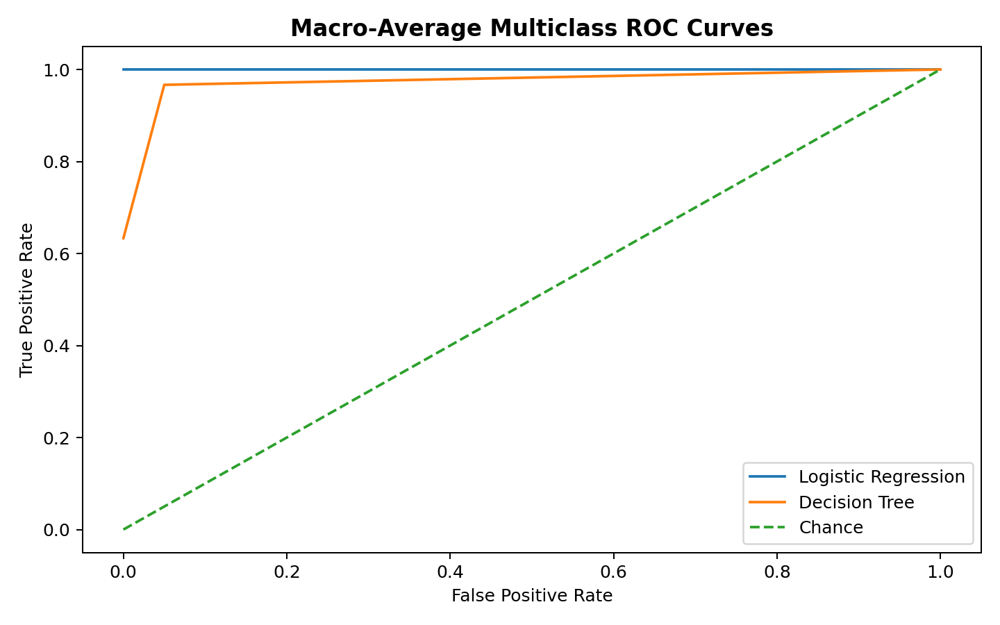 Macro-Average Multiclass ROC Curves
True Positive Rate
1.0
0.8
0.6
0.4
0.2
0.0
Logistic Regression
Decision Tree
Chance
0.0 0.2 0.4 0.6 0.8 1.0
False Positive Rate